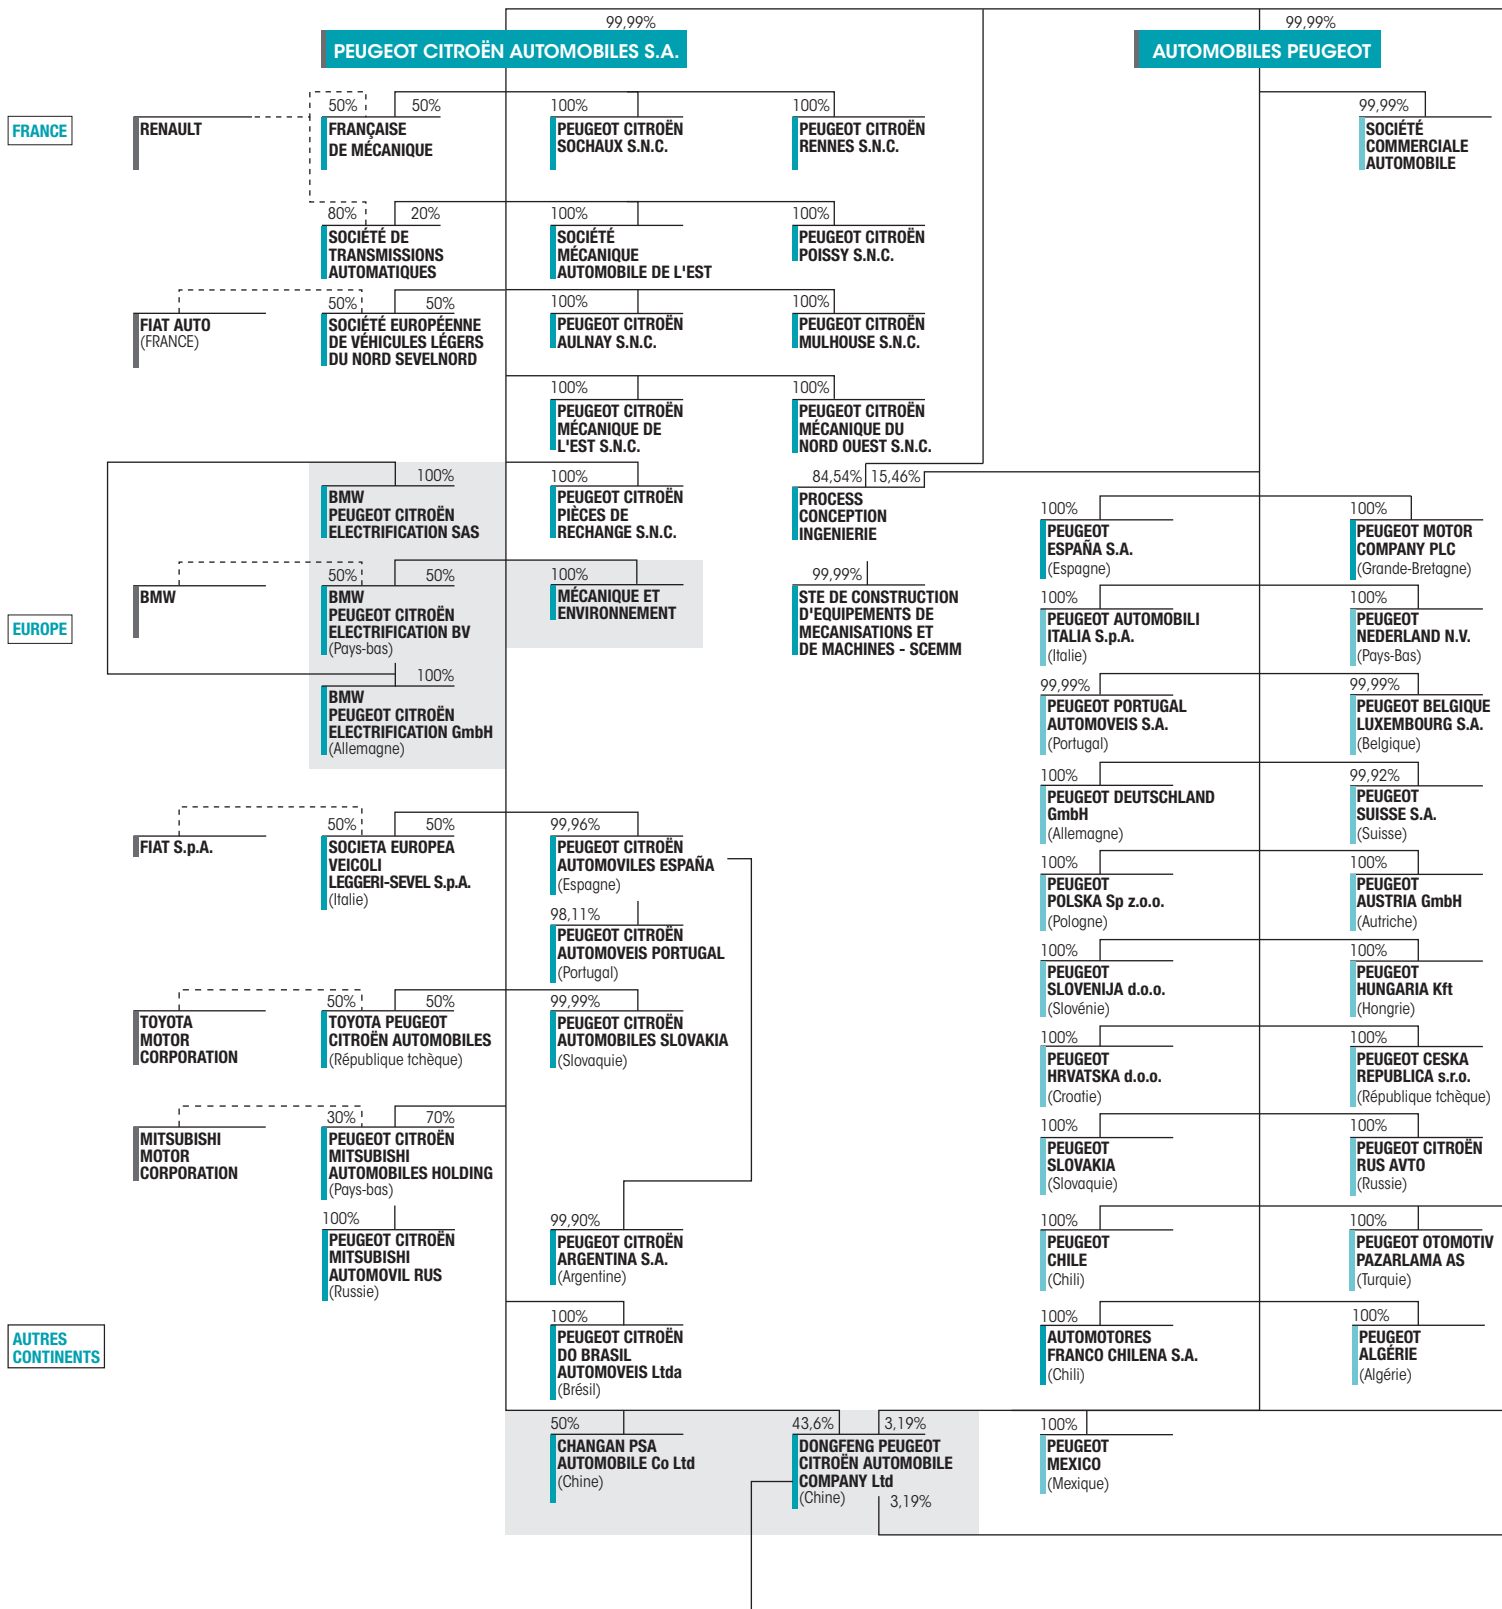 99,99%
PEUGEOT CITROËN AUTOMOBILES S.A.
99,99%
AUTOMOBILES PEUGEOT
FRANCE
RENAULT
50%
50%
FRANÇAISE
DE MÉCANIQUE
100%
PEUGEOT CITROËN
SOCHAUX S.N.C.
100%
PEUGEOT CITROËN
RENNES S.N.C.
99,99%
SOCIÉTÉ
COMMERCIALE
AUTOMOBILE
80%
20%
SOCIÉTÉ DE
TRANSMISSIONS
AUTOMATIQUES
100%
SOCIÉTÉ
MÉCANIQUE
AUTOMOBILE DE L'EST
100%
PEUGEOT CITROËN
POISSY S.N.C.
FIAT AUTO
(FRANCE)
50%
50%
SOCIÉTÉ EUROPÉENNE
DE VÉHICULES LÉGERS
DU NORD SEVELNORD
100%
PEUGEOT CITROËN
AULNAY S.N.C.
100%
PEUGEOT CITROËN
MULHOUSE S.N.C.
100%
PEUGEOT CITROËN
MÉCANIQUE DE
L'EST S.N.C.
100%
PEUGEOT CITROËN
MÉCANIQUE DU
NORD OUEST S.N.C.
100%
BMW
PEUGEOT CITROËN
ELECTRIFICATION SAS
100%
PEUGEOT CITROËN
PIÈCES DE
RECHANGE S.N.C.
84,54%
15,46%
PROCESS
CONCEPTION
INGENIERIE
100%
PEUGEOT
ESPAÑA S.A.
(Espagne)
100%
PEUGEOT MOTOR
COMPANY PLC
(Grande-Bretagne)
EUROPE
BMW
50%
50%
BMW
PEUGEOT CITROËN
ELECTRIFICATION BV
(Pays-bas)
100%
MÉCANIQUE ET
ENVIRONNEMENT
99,99%
STE DE CONSTRUCTION
D'EQUIPEMENTS DE
MECANISATIONS ET
DE MACHINES - SCEMM
100%
PEUGEOT AUTOMOBILI
ITALIA S.p.A.
(Italie)
100%
PEUGEOT
NEDERLAND N.V.
(Pays-Bas)
100%
BMW
PEUGEOT CITROËN
ELECTRIFICATION GmbH
(Allemagne)
99,99%
PEUGEOT PORTUGAL
AUTOMOVEIS S.A.
(Portugal)
99,99%
PEUGEOT BELGIQUE
LUXEMBOURG S.A.
(Belgique)
100%
PEUGEOT DEUTSCHLAND
GmbH
(Allemagne)
99,92%
PEUGEOT
SUISSE S.A.
(Suisse)
FIAT S.p.A.
50%
50%
SOCIETA EUROPEA
VEICOLI
LEGGERI-SEVEL S.p.A.
(Italie)
99,96%
PEUGEOT CITROËN
AUTOMOVILES ESPAÑA
(Espagne)
100%
PEUGEOT
POLSKA Sp z.o.o.
(Pologne)
100%
PEUGEOT
AUSTRIA GmbH
(Autriche)
98,11%
PEUGEOT CITROËN
AUTOMOVEIS PORTUGAL
(Portugal)
100%
PEUGEOT
SLOVENIJA d.o.o.
(Slovénie)
100%
PEUGEOT
HUNGARIA Kft
(Hongrie)
TOYOTA
MOTOR
CORPORATION
50%
50%
TOYOTA PEUGEOT
CITROËN AUTOMOBILES
(République tchèque)
99,99%
PEUGEOT CITROËN
AUTOMOBILES SLOVAKIA
(Slovaquie)
100%
PEUGEOT
HRVATSKA d.o.o.
(Croatie)
100%
PEUGEOT CESKA
REPUBLICA s.r.o.
(République tchèque)
MITSUBISHI
MOTOR
CORPORATION
30%
70%
PEUGEOT CITROËN
MITSUBISHI
AUTOMOBILES HOLDING
(Pays-bas)
100%
PEUGEOT
SLOVAKIA
(Slovaquie)
100%
PEUGEOT CITROËN
RUS AVTO
(Russie)
100%
PEUGEOT CITROËN
MITSUBISHI
AUTOMOVIL RUS
(Russie)
99,90%
PEUGEOT CITROËN
ARGENTINA S.A.
(Argentine)
100%
PEUGEOT
CHILE
(Chili)
100%
PEUGEOT OTOMOTIV
PAZARLAMA AS
(Turquie)
AUTRES
CONTINENTS
100%
PEUGEOT CITROËN
DO BRASIL
AUTOMOVEIS Ltda
(Brésil)
100%
AUTOMOTORES
FRANCO CHILENA S.A.
(Chili)
100%
PEUGEOT
ALGÉRIE
(Algérie)
50%
CHANGAN PSA
AUTOMOBILE Co Ltd
(Chine)
43,6%
3,19%
DONGFENG PEUGEOT
CITROËN AUTOMOBILE
COMPANY Ltd
(Chine)
3,19%
100%
PEUGEOT
MEXICO
(Mexique)